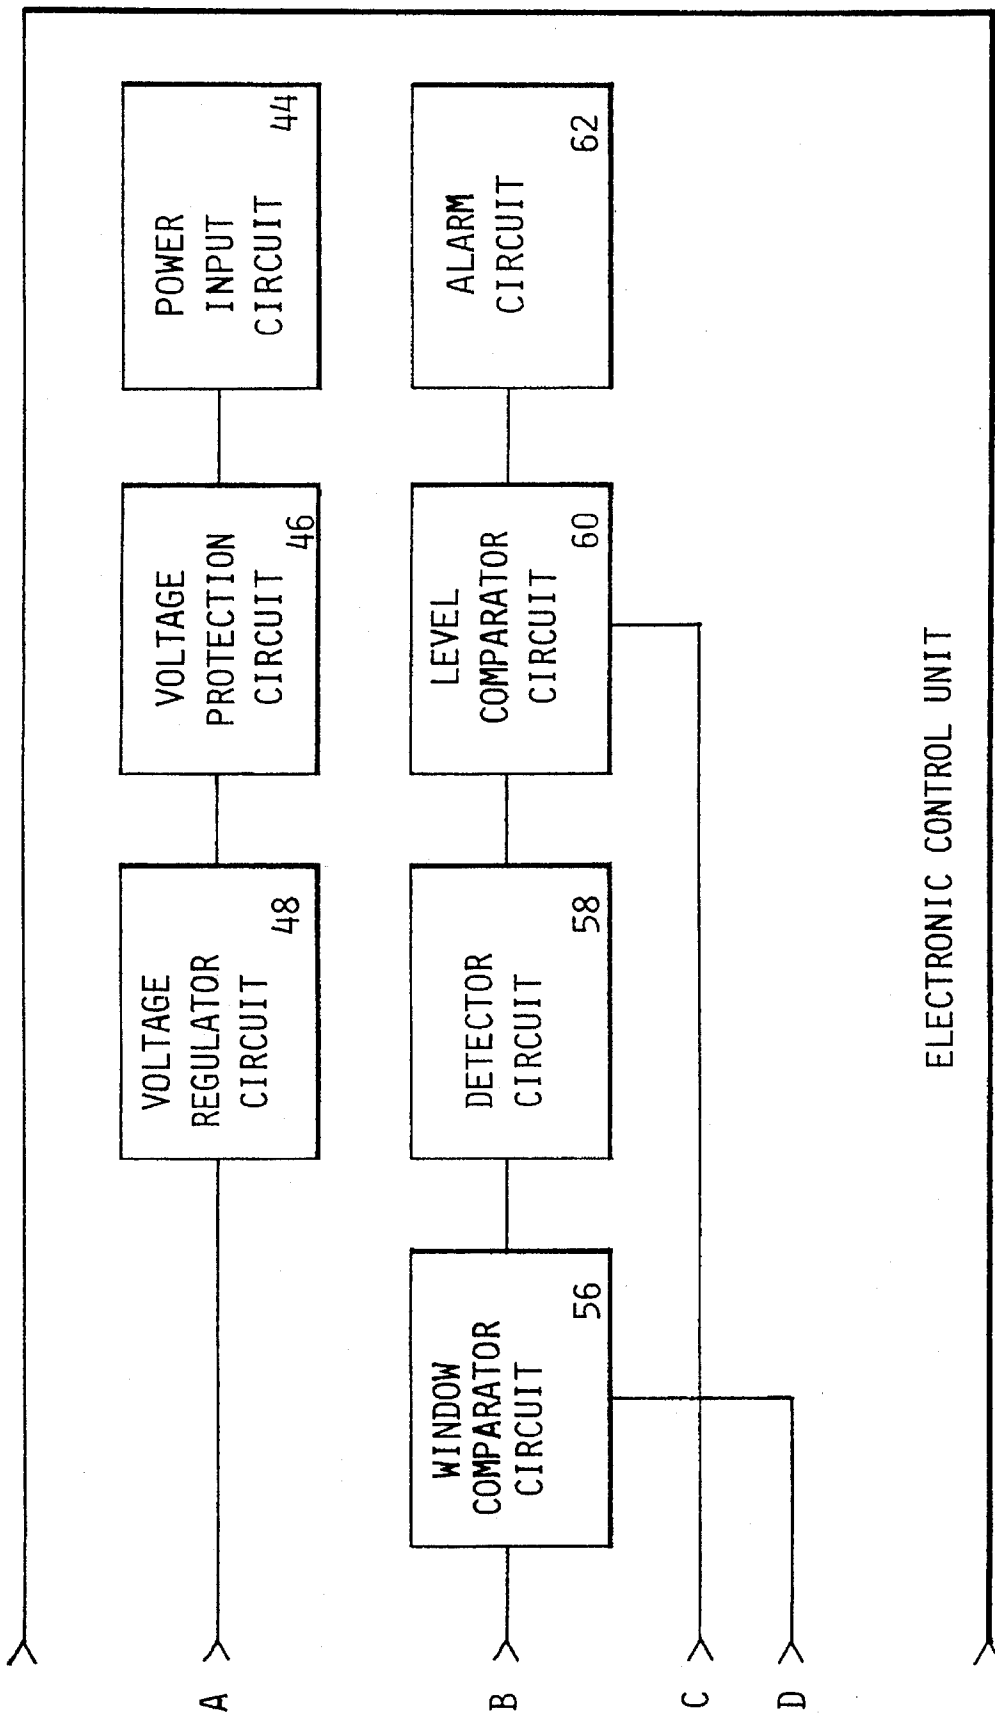 A
VOLTAGE
REGULATOR
CIRCUIT
48
VOLTAGE
PROTECTION
CIRCUIT
46
POWER
INPUT
CIRCUIT
44
B
WINDOW
COMPARATOR
CIRCUIT
56
DETECTOR
CIRCUIT
58
LEVEL
COMPARATOR
CIRCUIT
60
ALARM
CIRCUIT
62
C
D
ELECTRONIC CONTROL UNIT